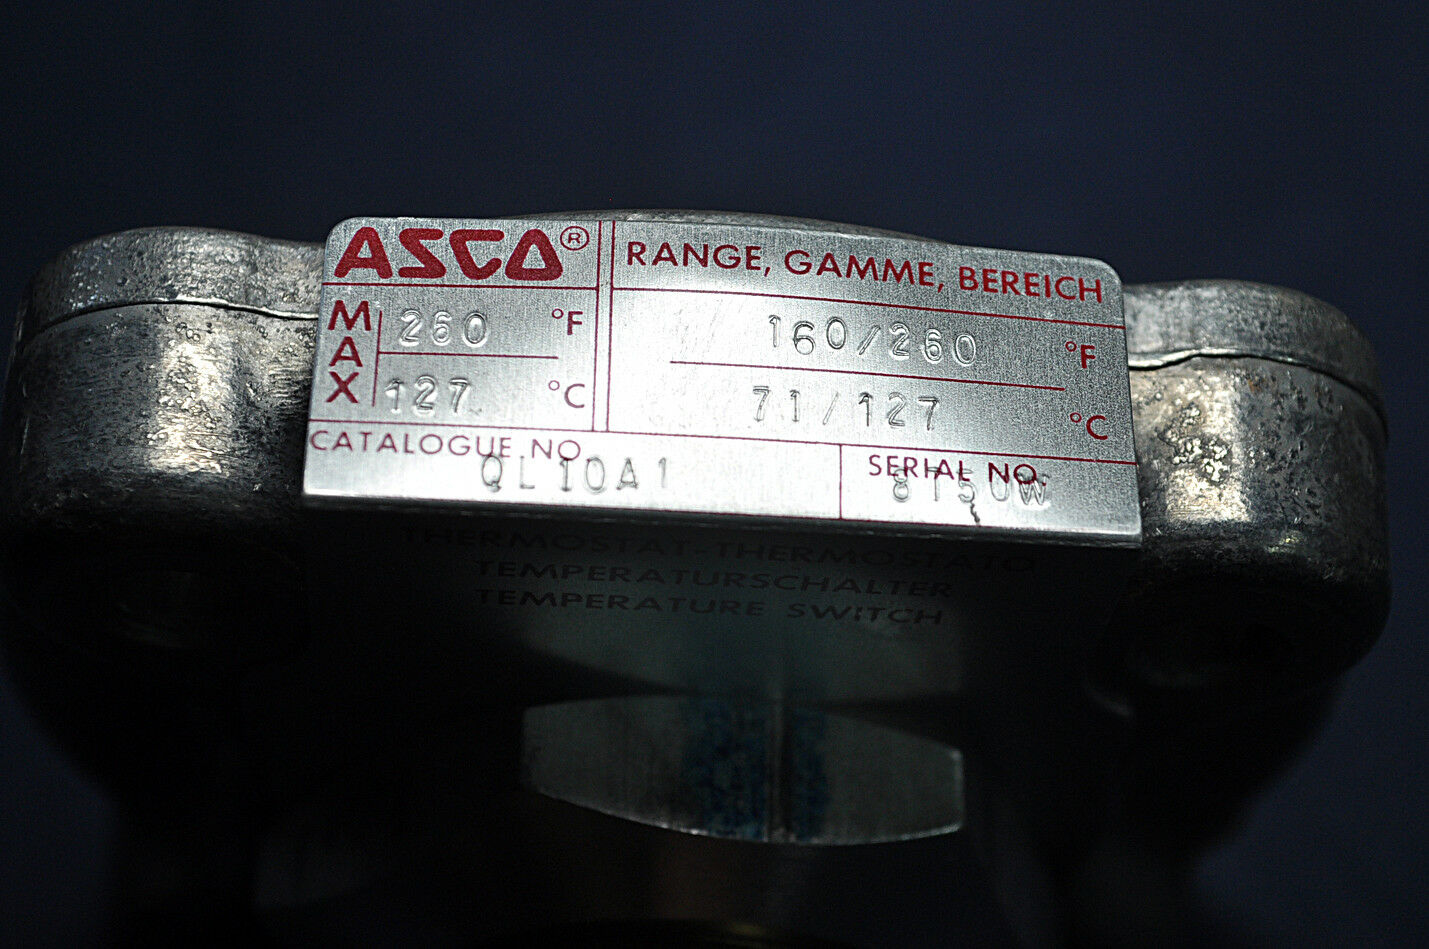 ASCO®
RANGE, GAMME, BEREICH
MAX
260 °F
127 °C
160/260 °F
71/127 °C
CATALOGUE NO.
QL10A1
SERIAL NO.
THERMOSTAT-THERMOSTATO
TEMPERATURSCHALTER
TEMPERATURE SWITCH